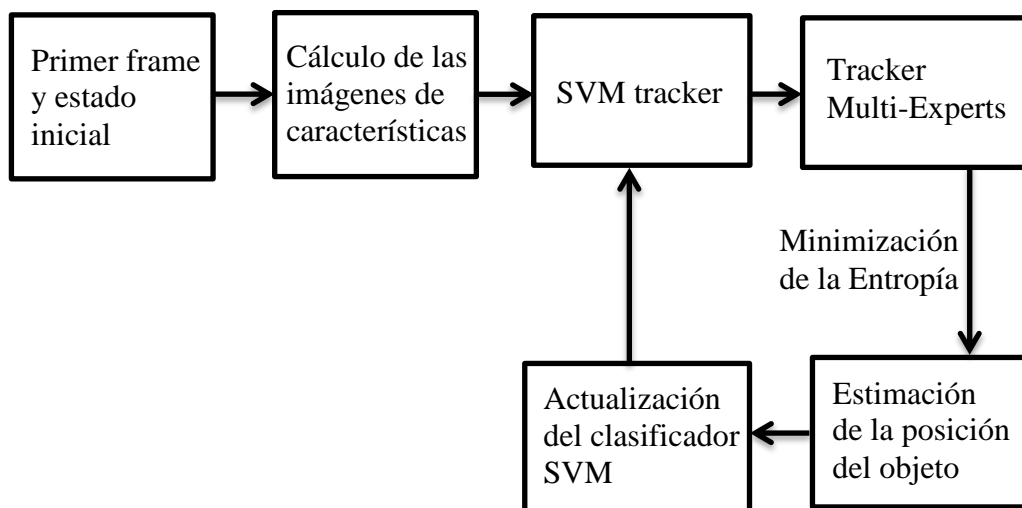 Primer frame
y estado
inicial
Cálculo de las
imágenes de
características
SVM tracker
Tracker
Multi-Experts
Minimización
de la Entropía
Estimación
de la posición
del objeto
Actualización
del clasificador
SVM